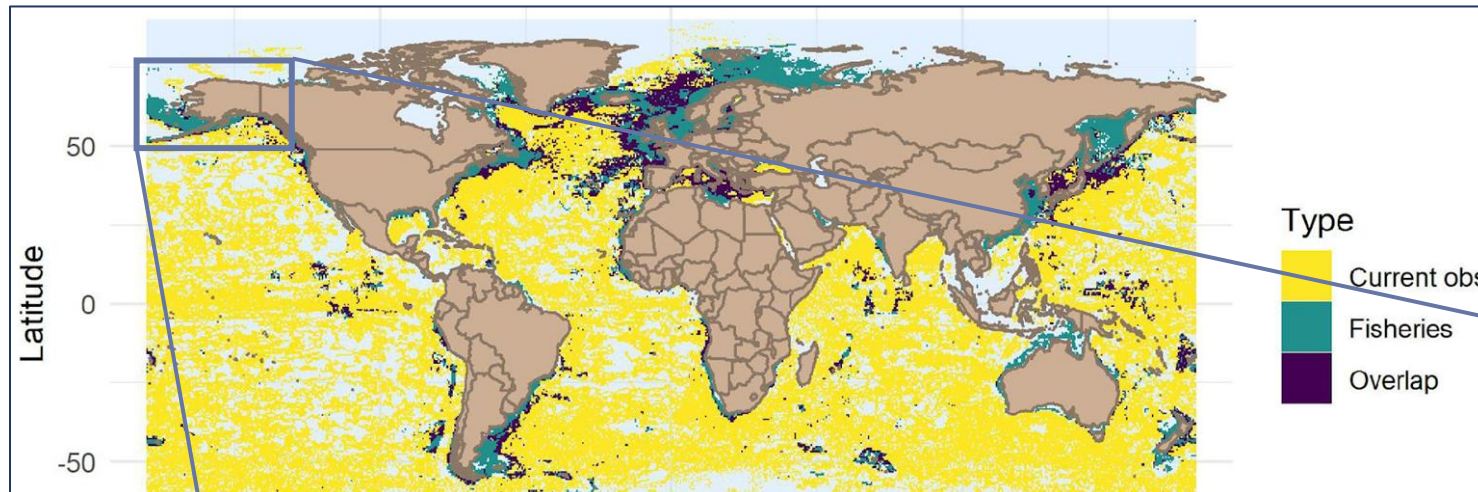 50
Latitude
0
-50
Type
Current obs
Fisheries
Overlap